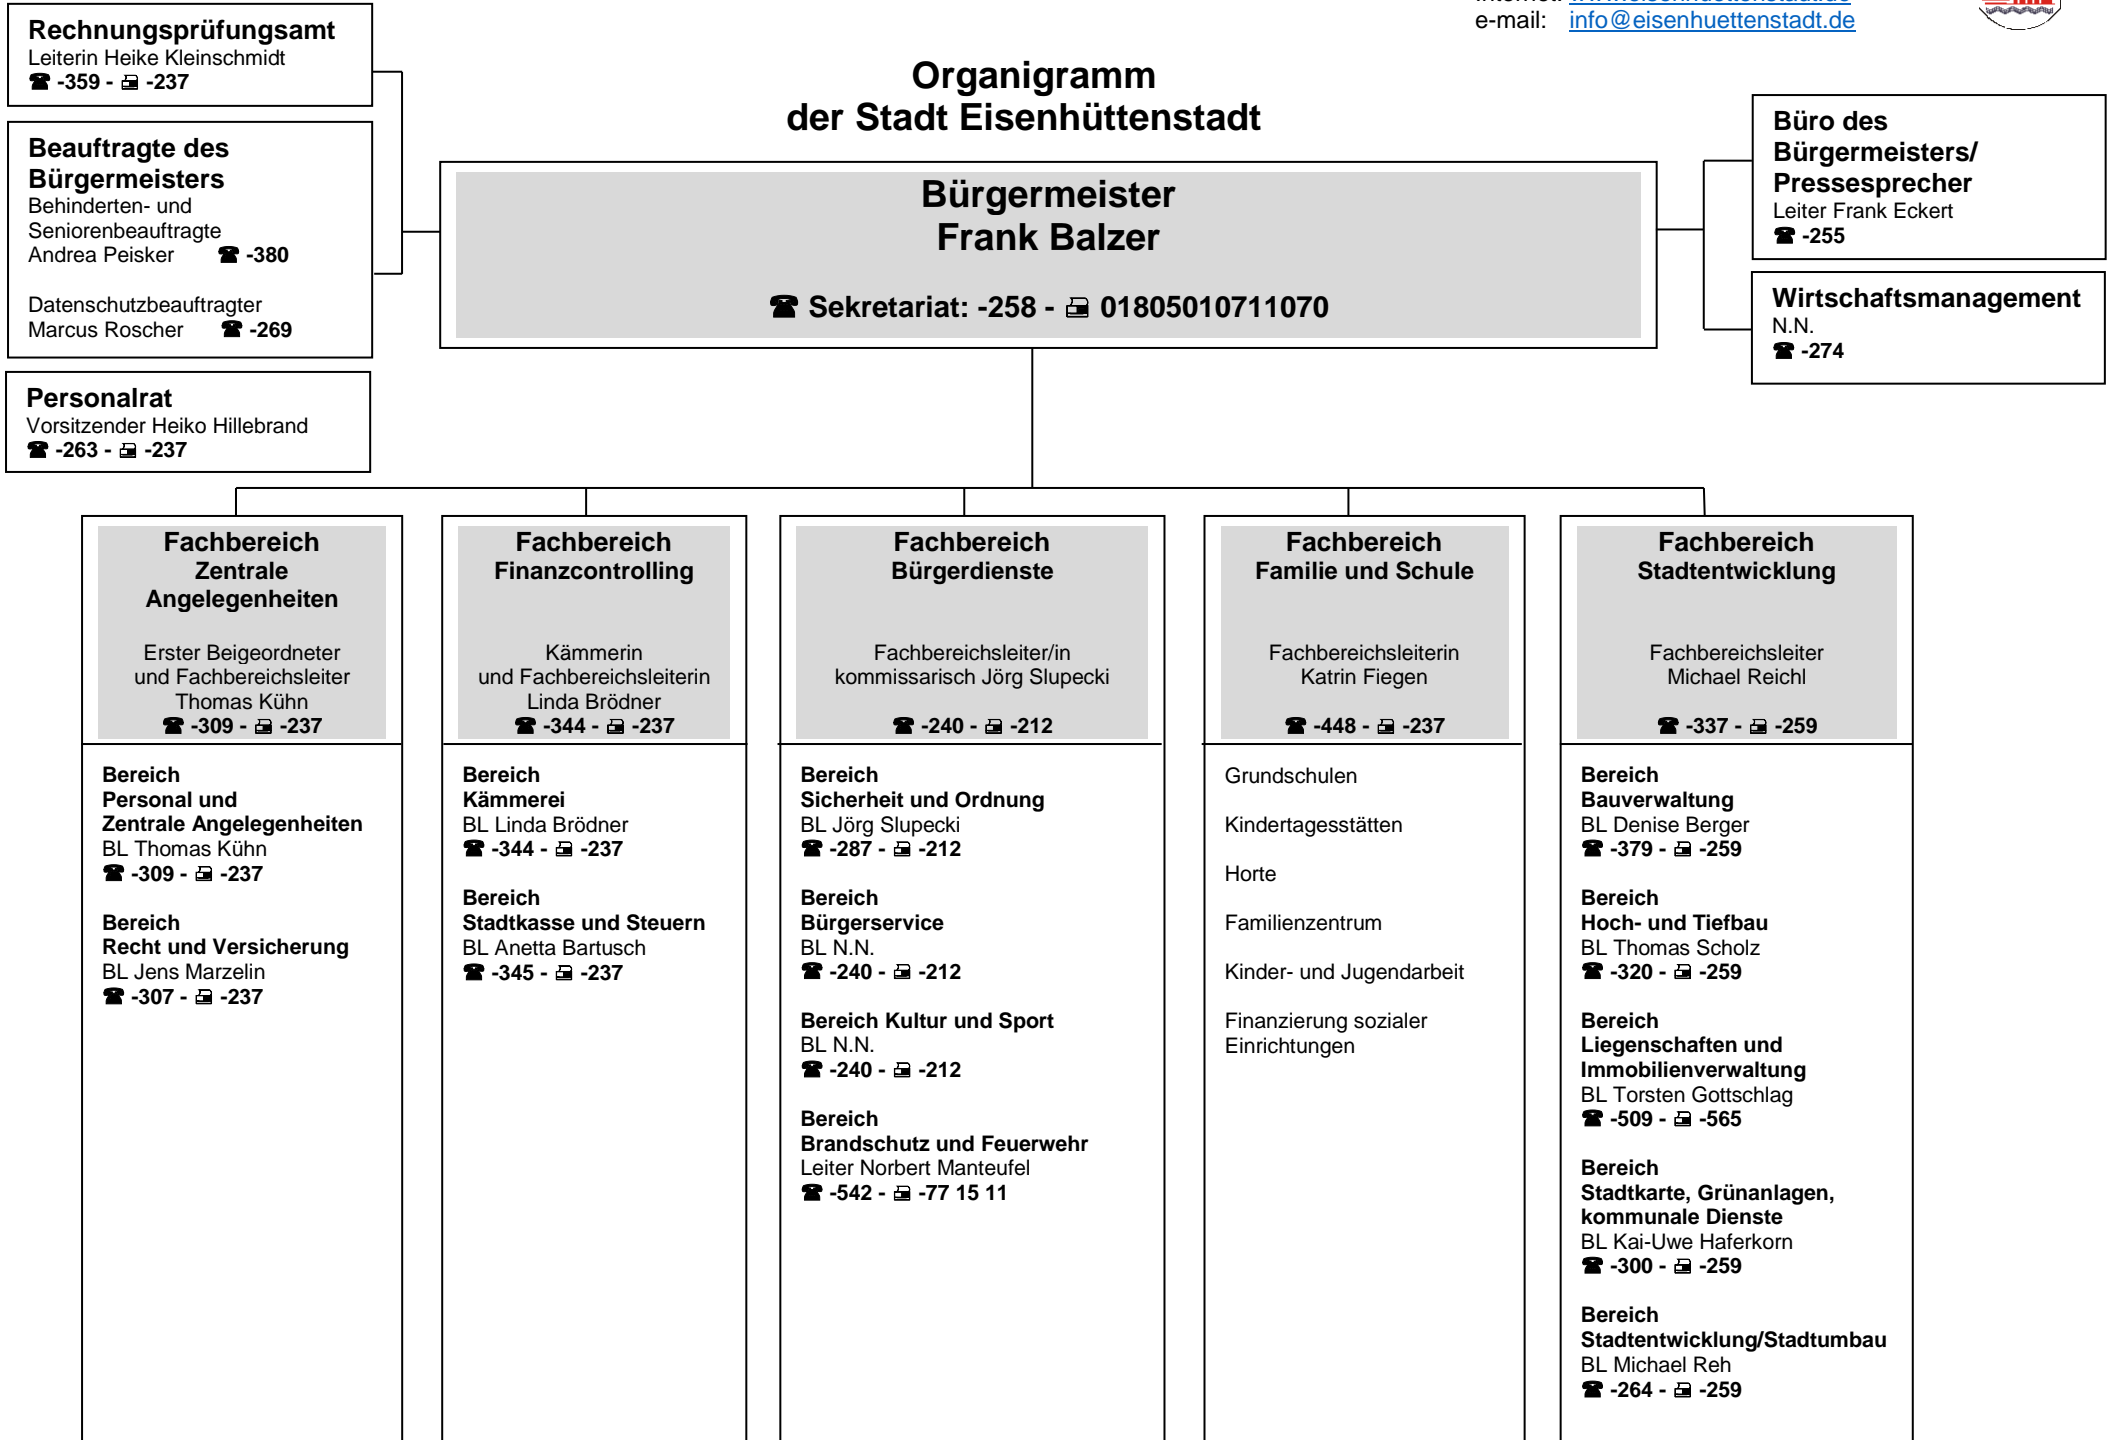 e-mail: info@eisenhuettenstadt.de
Rechnungsprüfungsamt
Leiterin Heike Kleinschmidt
☎ -359 - 🖷 -237
Organigramm
der Stadt Eisenhüttenstadt
Beauftragte des
Bürgermeisters
Behinderten- und
Seniorenbeauftragte
Andrea Peisker ☎ -380
Datenschutzbeauftragter
Marcus Roscher ☎ -269
Bürgermeister
Frank Balzer
☎ Sekretariat: -258 - 🖷 01805010711070
Büro des
Bürgermeisters/
Pressesprecher
Leiter Frank Eckert
☎ -255
Wirtschaftsmanagement
N.N.
☎ -274
Personalrat
Vorsitzender Heiko Hillebrand
☎ -263 - 🖷 -237
Fachbereich
Zentrale
Angelegenheiten
Erster Beigeordneter
und Fachbereichsleiter
Thomas Kühn
☎ -309 - 🖷 -237
Bereich
Personal und
Zentrale Angelegenheiten
BL Thomas Kühn
☎ -309 - 🖷 -237
Bereich
Recht und Versicherung
BL Jens Marzelin
☎ -307 - 🖷 -237
Fachbereich
Finanzcontrolling
Kämmerin
und Fachbereichsleiterin
Linda Brödner
☎ -344 - 🖷 -237
Bereich
Kämmerei
BL Linda Brödner
☎ -344 - 🖷 -237
Bereich
Stadtkasse und Steuern
BL Anetta Bartusch
☎ -345 - 🖷 -237
Fachbereich
Bürgerdienste
Fachbereichsleiter/in
kommissarisch Jörg Slupecki
☎ -240 - 🖷 -212
Bereich
Sicherheit und Ordnung
BL Jörg Slupecki
☎ -287 - 🖷 -212
Bereich
Bürgerservice
BL N.N.
☎ -240 - 🖷 -212
Bereich Kultur und Sport
BL N.N.
☎ -240 - 🖷 -212
Bereich
Brandschutz und Feuerwehr
Leiter Norbert Manteufel
☎ -542 - 🖷 -77 15 11
Fachbereich
Familie und Schule
Fachbereichsleiterin
Katrin Fiegen
☎ -448 - 🖷 -237
Grundschulen
Kindertagesstätten
Horte
Familienzentrum
Kinder- und Jugendarbeit
Finanzierung sozialer
Einrichtungen
Fachbereich
Stadtentwicklung
Fachbereichsleiter
Michael Reichl
☎ -337 - 🖷 -259
Bereich
Bauverwaltung
BL Denise Berger
☎ -379 - 🖷 -259
Bereich
Hoch- und Tiefbau
BL Thomas Scholz
☎ -320 - 🖷 -259
Bereich
Liegenschaften und
Immobilienverwaltung
BL Torsten Gottschlag
☎ -509 - 🖷 -565
Bereich
Stadtkarte, Grünanlagen,
kommunale Dienste
BL Kai-Uwe Haferkorn
☎ -300 - 🖷 -259
Bereich
Stadtentwicklung/Stadtumbau
BL Michael Reh
☎ -264 - 🖷 -259